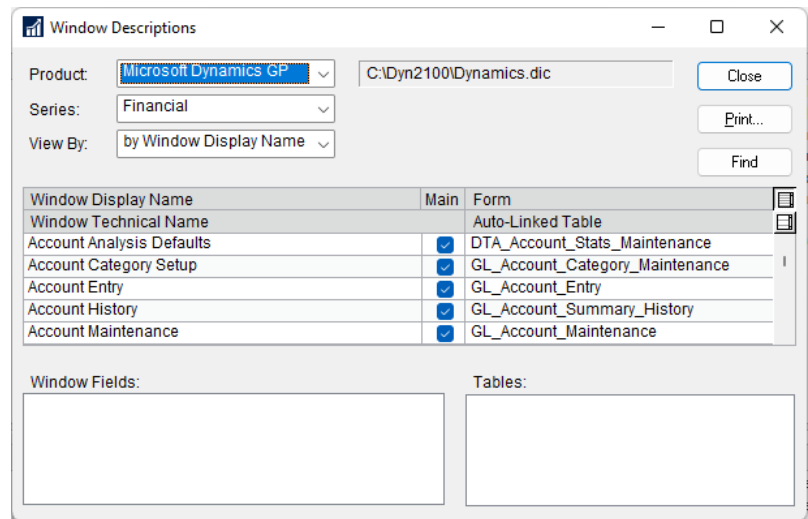 Window Descriptions
Product: Microsoft Dynamics GP C:\Dyn2100\Dynamics.dic Close
Series: Financial Print...
View By: by Window Display Name Find
Window Display Name Main Form
Window Technical Name Auto-Linked Table
Account Analysis Defaults DTA_Account_Stats_Maintenance
Account Category Setup GL_Account_Category_Maintenance
Account Entry GL_Account_Entry
Account History GL_Account_Summary_History
Account Maintenance GL_Account_Maintenance
Window Fields: Tables: